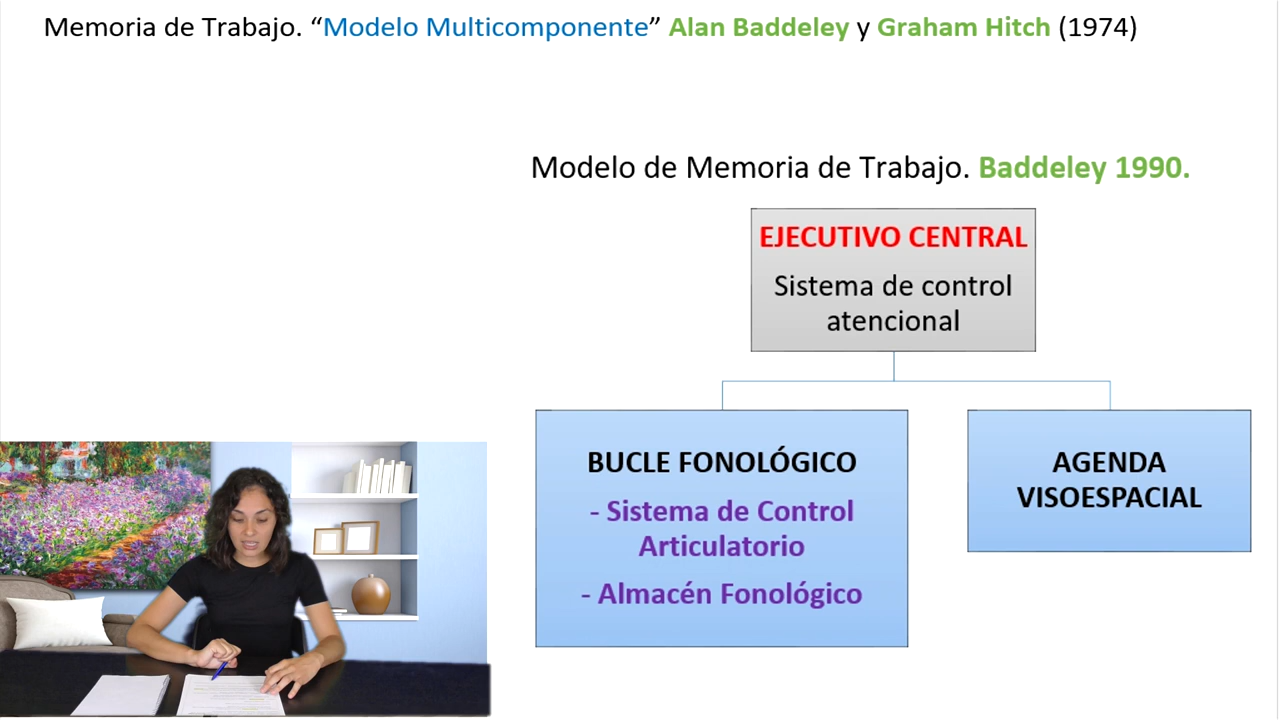 Memoria de Trabajo. “Modelo Multicomponente” Alan Baddeley y Graham Hitch (1974)
Modelo de Memoria de Trabajo. Baddeley 1990.
EJECUTIVO CENTRAL
Sistema de control
atencional
BUCLE FONOLÓGICO
- Sistema de Control
Articulatorio
- Almacén Fonológico
AGENDA
VISOESPACIAL